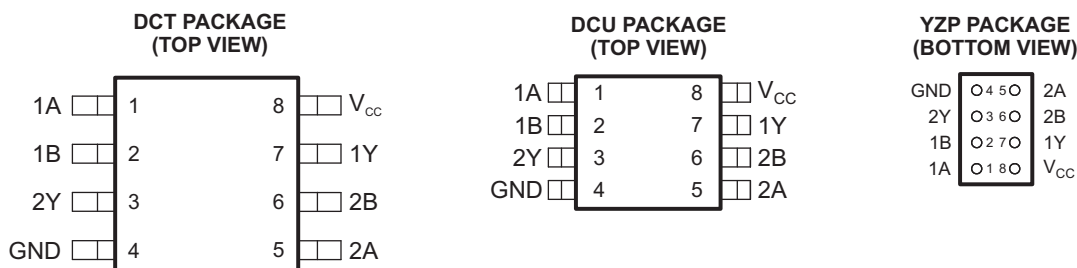 DCT PACKAGE
(TOP VIEW)
1A 1 8 VCC
1B 2 7 1Y
2Y 3 6 2B
GND 4 5 2A
DCU PACKAGE
(TOP VIEW)
1A 1 8 VCC
1B 2 7 1Y
2Y 3 6 2B
GND 4 5 2A
YZP PACKAGE
(BOTTOM VIEW)
GND 4 5 2A
2Y 3 6 2B
1B 2 7 1Y
1A 1 8 VCC